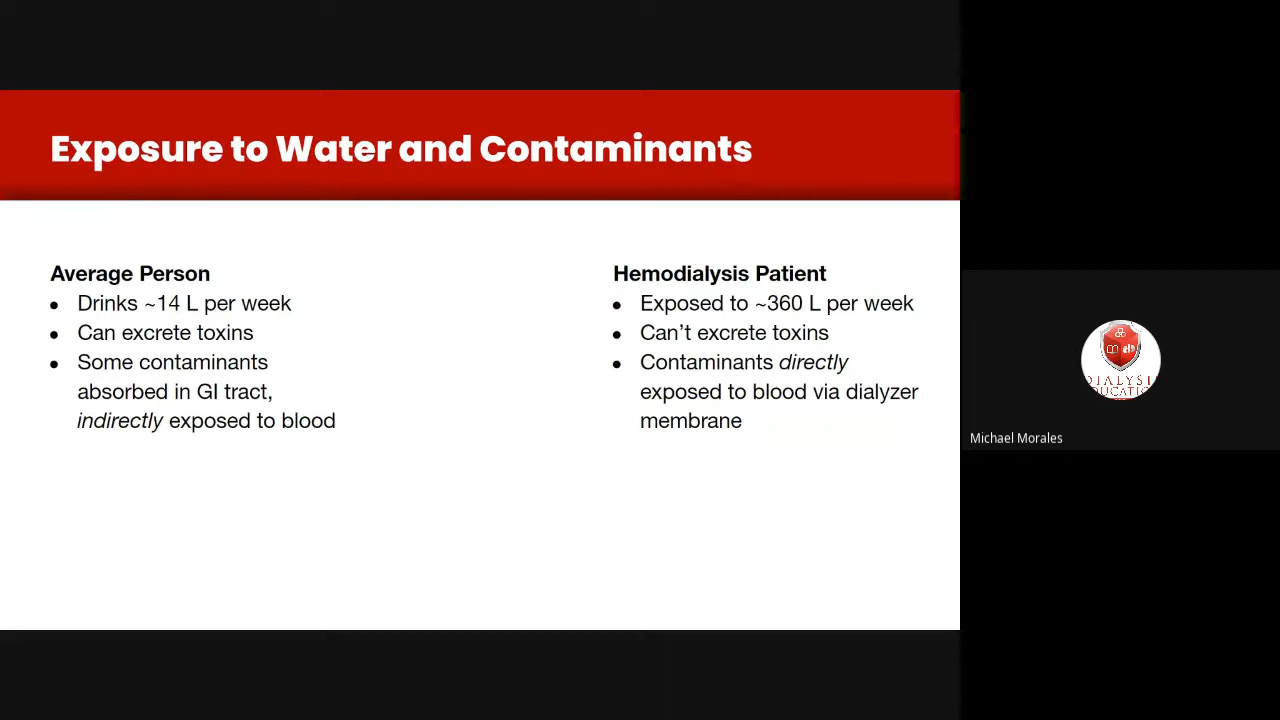 Exposure to Water and Contaminants
Average Person
• Drinks ~14 L per week
• Can excrete toxins
• Some contaminants
absorbed in GI tract,
indirectly exposed to blood
Hemodialysis Patient
• Exposed to ~360 L per week
• Can’t excrete toxins
• Contaminants directly
exposed to blood via dialyzer
membrane
Michael Morales